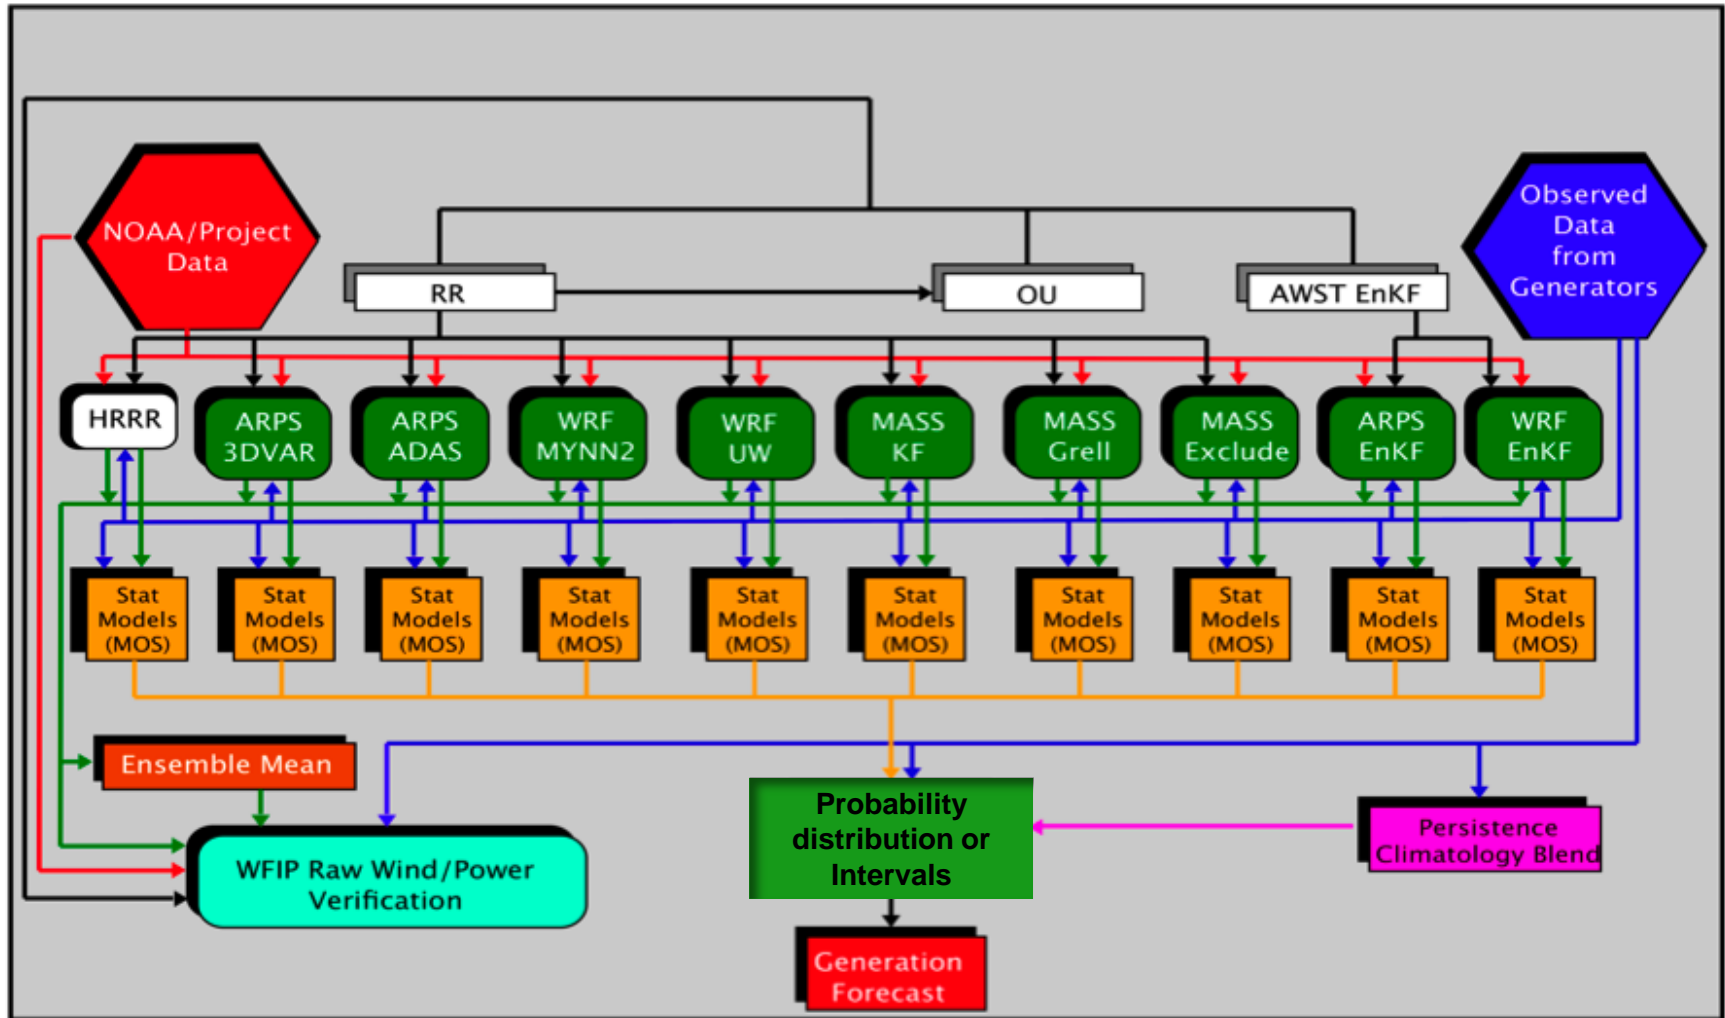 NOAA/Project
Data
Observed
Data
from
Generators
RR
OU
AWST EnKF
HRRR
ARPS
3DVAR
ARPS
ADAS
WRF
MYNN2
WRF
UW
MASS
KF
MASS
Grell
MASS
Exclude
ARPS
EnKF
WRF
EnKF
Stat
Models
(MOS)
Stat
Models
(MOS)
Stat
Models
(MOS)
Stat
Models
(MOS)
Stat
Models
(MOS)
Stat
Models
(MOS)
Stat
Models
(MOS)
Stat
Models
(MOS)
Stat
Models
(MOS)
Stat
Models
(MOS)
Ensemble Mean
WFIP Raw Wind/Power
Verification
Probability
distribution or
Intervals
Persistence
Climatology Blend
Generation
Forecast